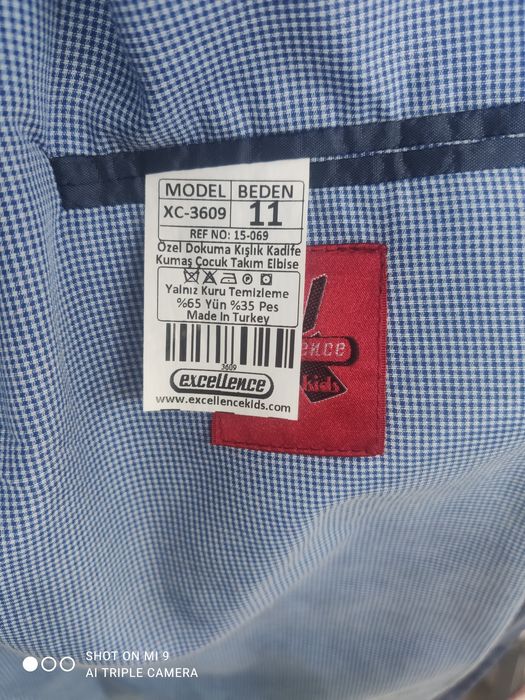 MODEL BEDEN
XC-3609 11
REF NO: 15-069
Özel Dokuma Kışlık Kadife
Kumaş Çocuk Takım Elbise
Yalnız Kuru Temizleme
%65 Yün %35 Pes
Made In Turkey
3609
excellence
www.excellencekids.com
ence
kids
SHOT ON MI 9
AI TRIPLE CAMERA